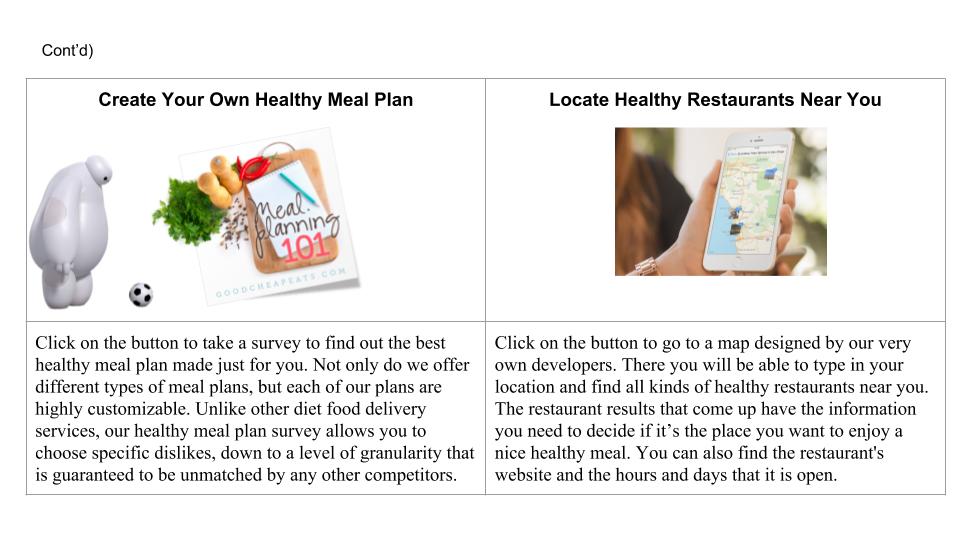 Cont’d)
Create Your Own Healthy Meal Plan
Locate Healthy Restaurants Near You
meal
planning
101
GOODCHEAPEATS.COM
Click on the button to take a survey to find out the best
healthy meal plan made just for you. Not only do we offer
different types of meal plans, but each of our plans are
highly customizable. Unlike other diet food delivery
services, our healthy meal plan survey allows you to
choose specific dislikes, down to a level of granularity that
is guaranteed to be unmatched by any other competitors.
Click on the button to go to a map designed by our very
own developers. There you will be able to type in your
location and find all kinds of healthy restaurants near you.
The restaurant results that come up have the information
you need to decide if it’s the place you want to enjoy a
nice healthy meal. You can also find the restaurant's
website and the hours and days that it is open.